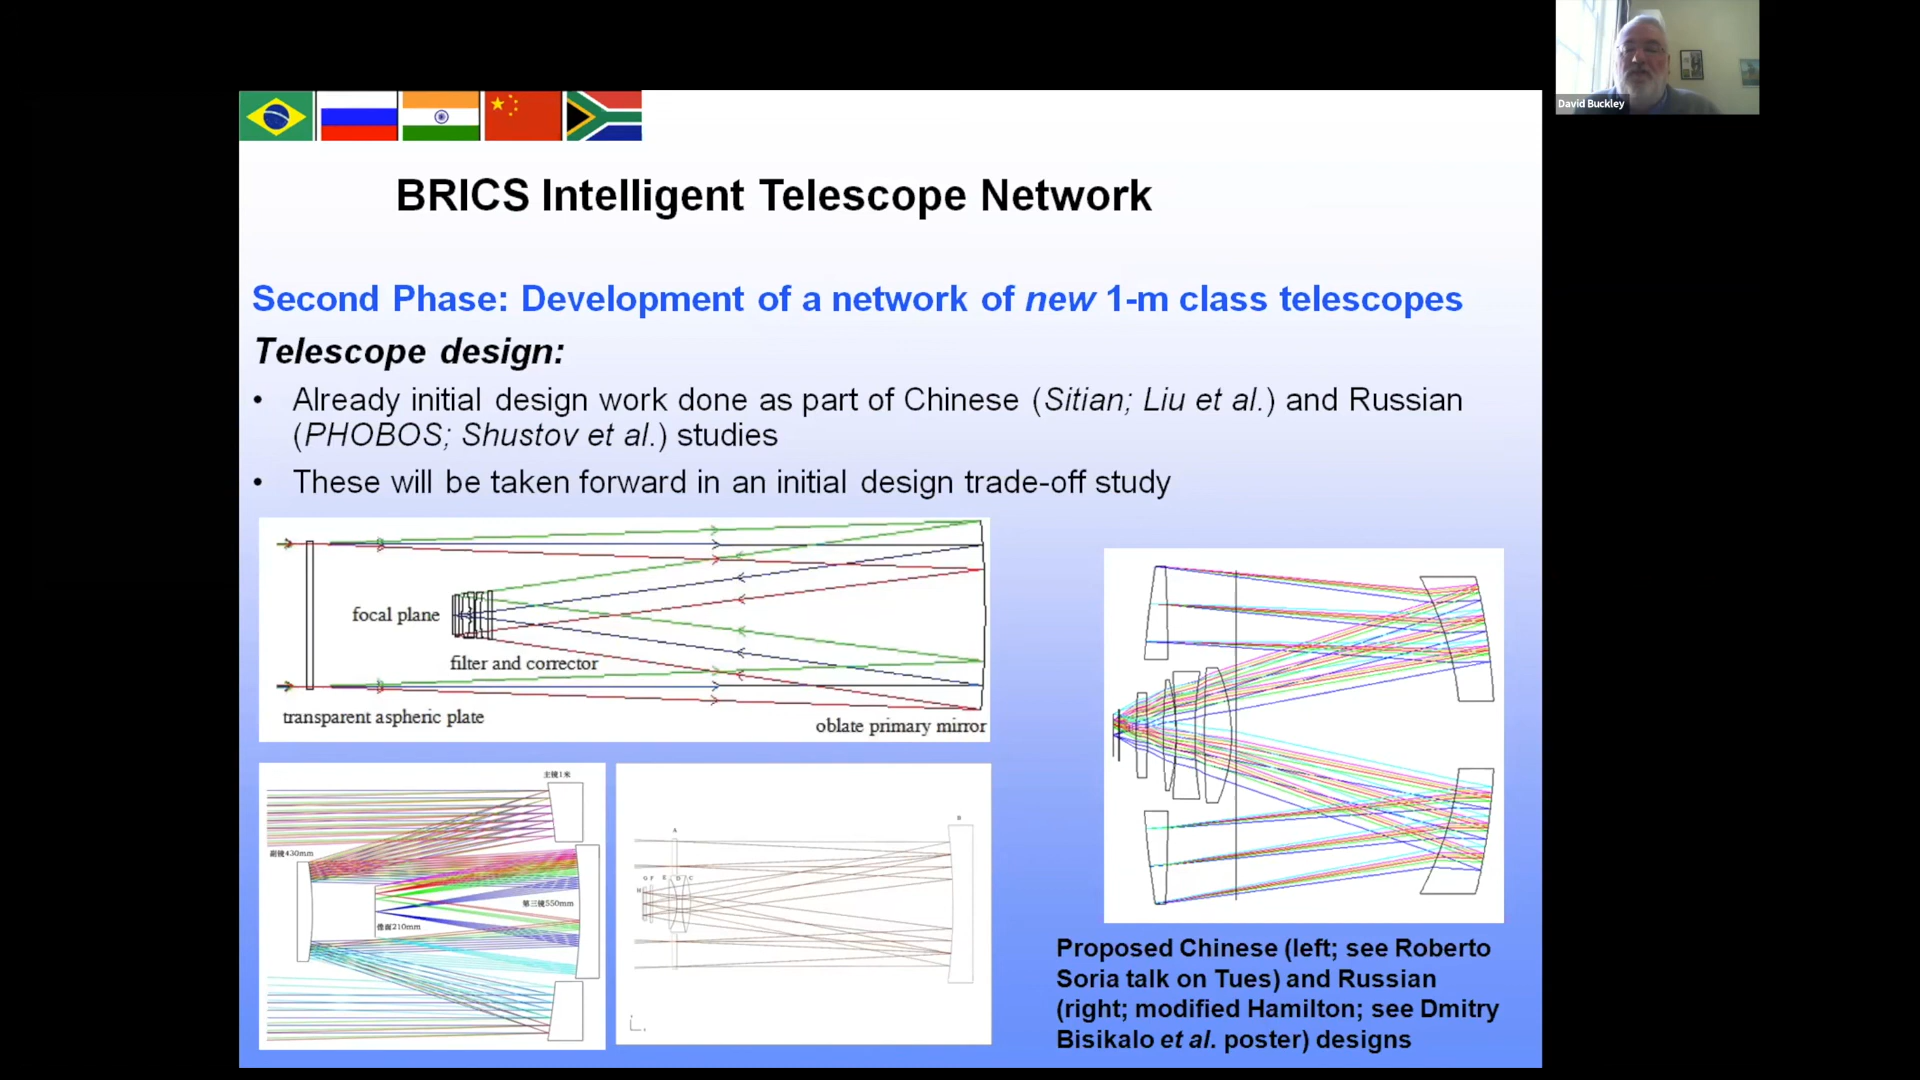 David Buckley
BRICS Intelligent Telescope Network
Second Phase: Development of a network of new 1-m class telescopes
Telescope design:
• Already initial design work done as part of Chinese (Sitian; Liu et al.) and Russian
(PHOBOS; Shustov et al.) studies
• These will be taken forward in an initial design trade-off study
focal plane
filter and corrector
transparent aspheric plate
oblate primary mirror
主镜1米
副镜430mm
第三镜550mm
像面210mm
A
B
G F E D C
H
Proposed Chinese (left; see Roberto
Soria talk on Tues) and Russian
(right; modified Hamilton; see Dmitry
Bisikalo et al. poster) designs